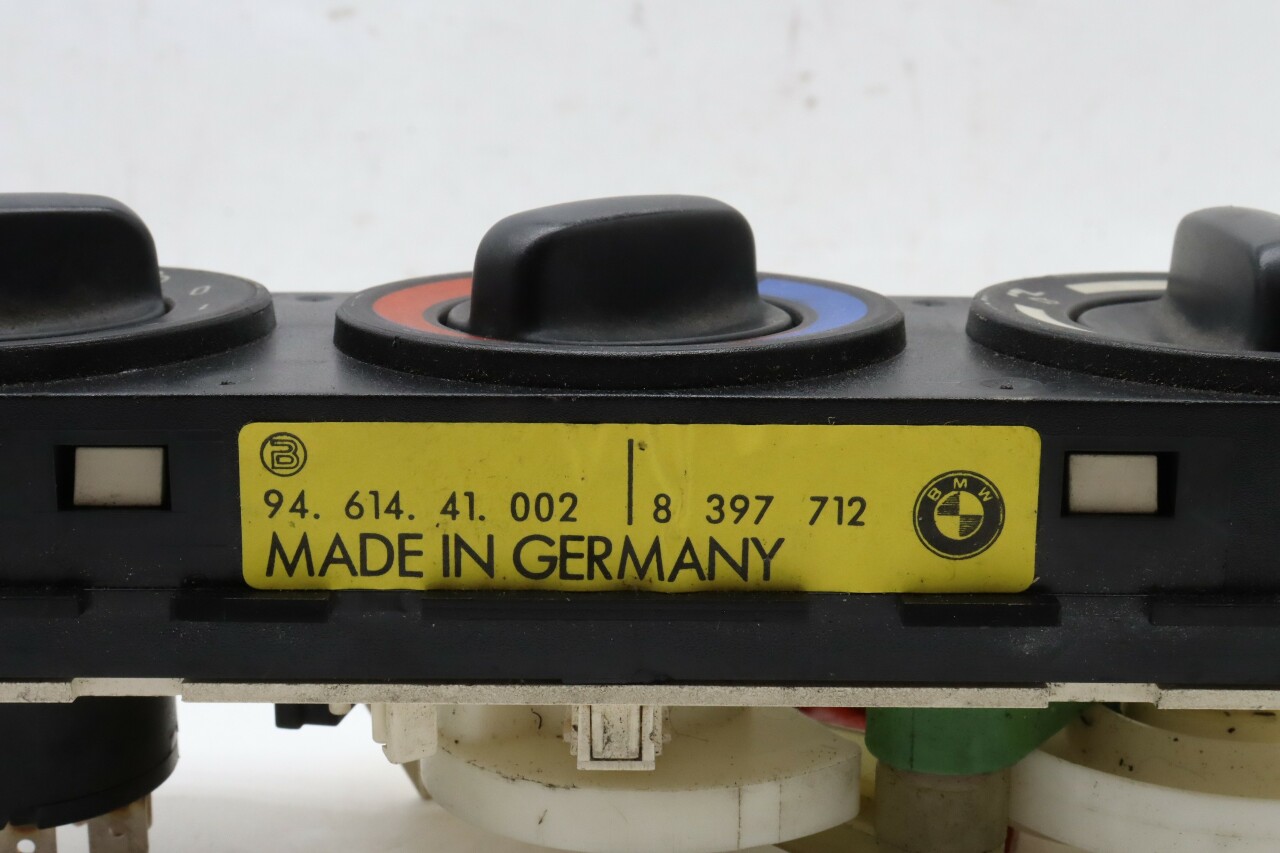 B
94. 614. 41. 002 | 8 397 712
BMW
MADE IN GERMANY